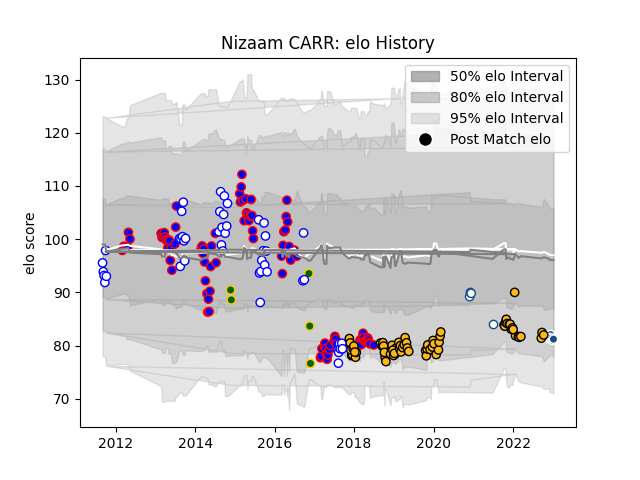 Nizaam CARR: elo History
50% elo Interval
80% elo Interval
95% elo Interval
Post Match elo
elo score
130
120
110
100
90
80
70
2012
2014
2016
2018
2020
2022